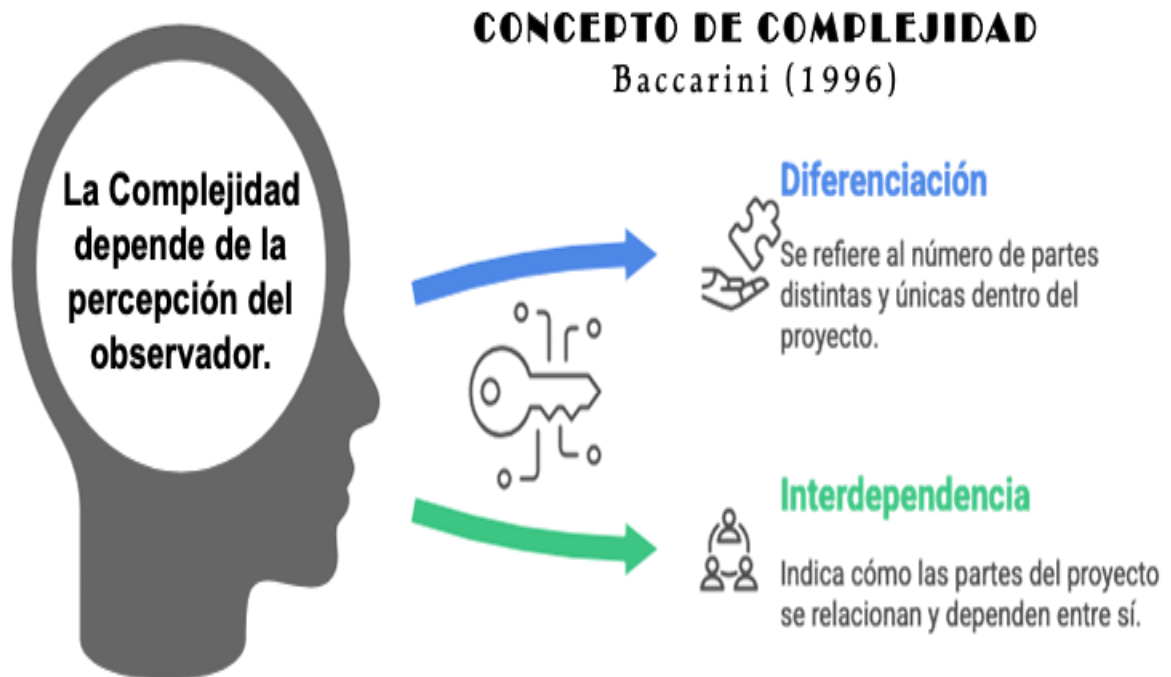 CONCEPTO DE COMPLEJIDAD
Baccarini (1996)
La Complejidad
depende de la
percepción del
observador.
Diferenciación
Se refiere al número de partes
distintas y únicas dentro del
proyecto.
Interdependencia
Indica cómo las partes del proyecto
se relacionan y dependen entre sí.